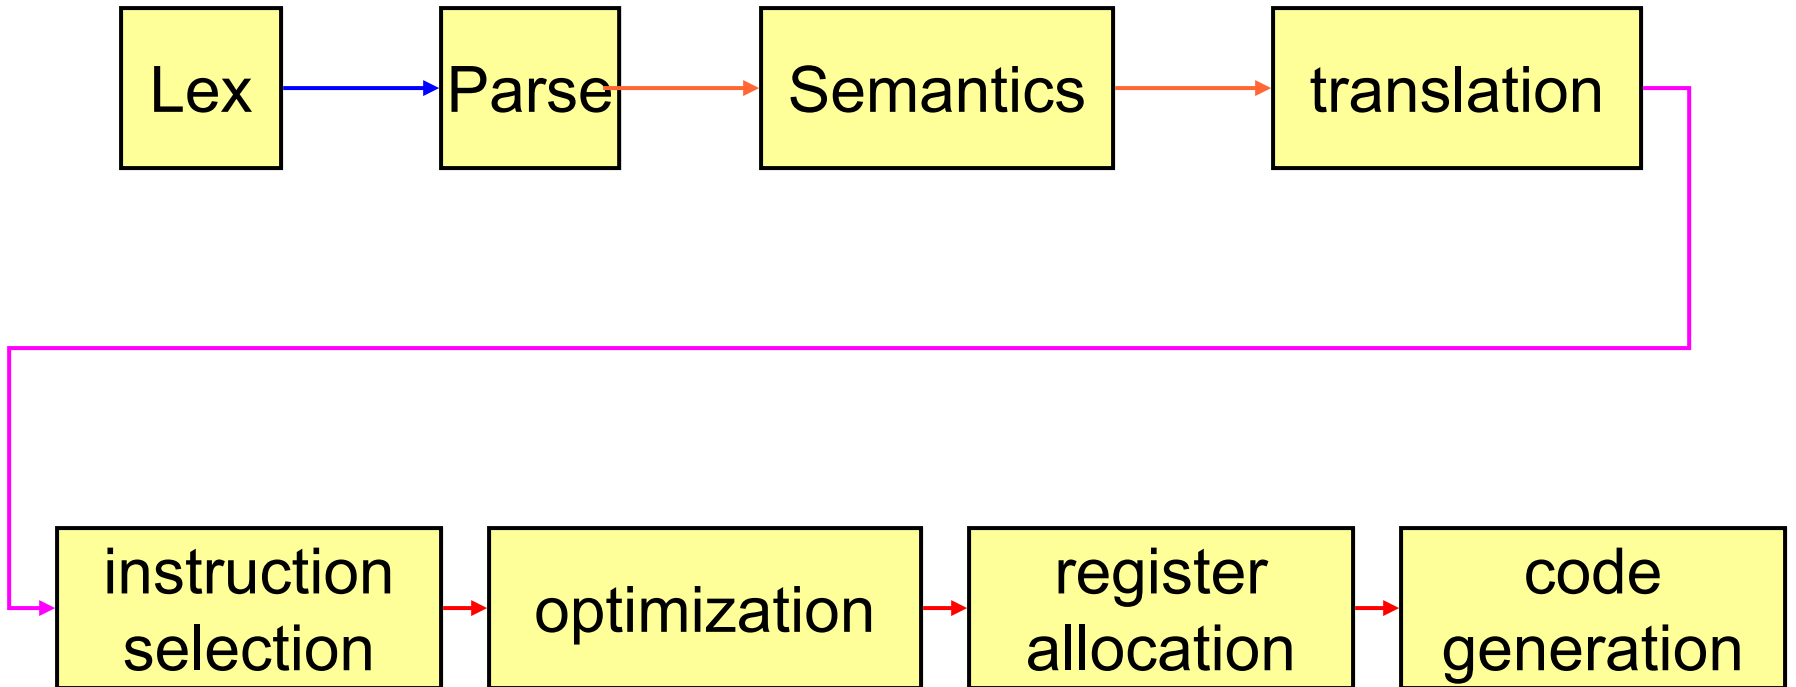 Lex
Parse
Semantics
translation
instruction
selection
optimization
register
allocation
code
generation